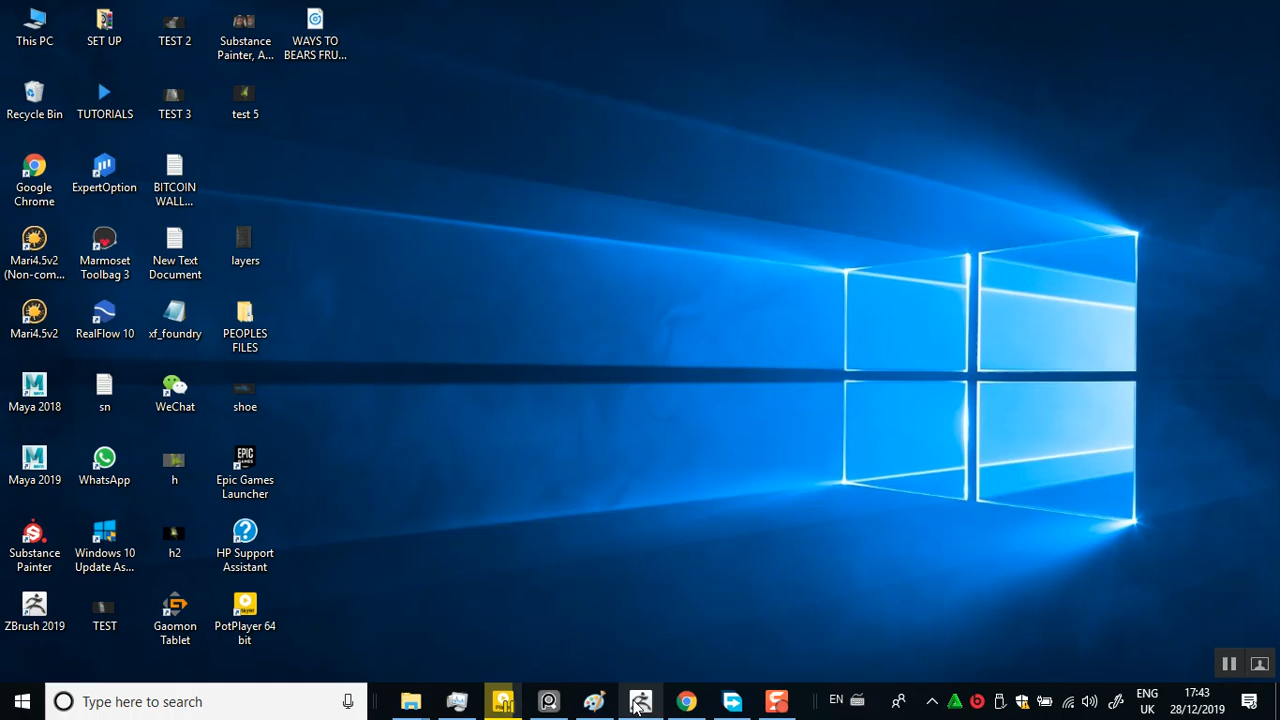 This PC
SET UP
TEST 2
Substance
Painter, A...
WAYS TO
BEARS FRU...
Recycle Bin
TUTORIALS
TEST 3
test 5
Google
Chrome
ExpertOption
BITCOIN
WALL...
Mari4.5v2
(Non-com...
Marmoset
Toolbag 3
New Text
Document
layers
Mari4.5v2
RealFlow 10
xf_foundry
PEOPLES
FILES
Maya 2018
sn
WeChat
shoe
Maya 2019
WhatsApp
h
Epic Games
Launcher
Substance
Painter
Windows 10
Update As...
h2
HP Support
Assistant
ZBrush 2019
TEST
Gaomon
Tablet
PotPlayer 64
bit
Type here to search
EN
ENG
UK
17:43
28/12/2019